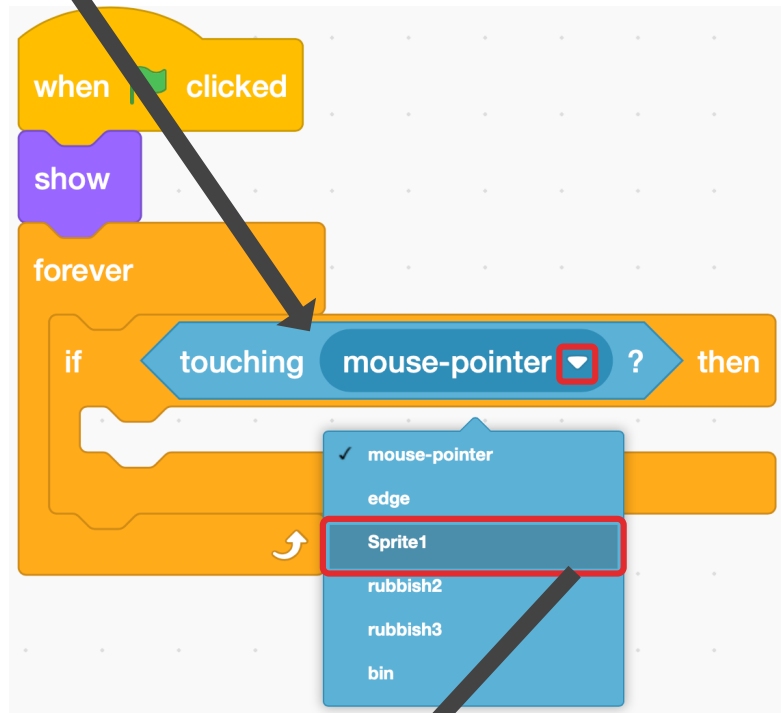 when clicked
show
forever
if touching mouse-pointer ? then
✓ mouse-pointer
edge
Sprite1
rubbish2
rubbish3
bin